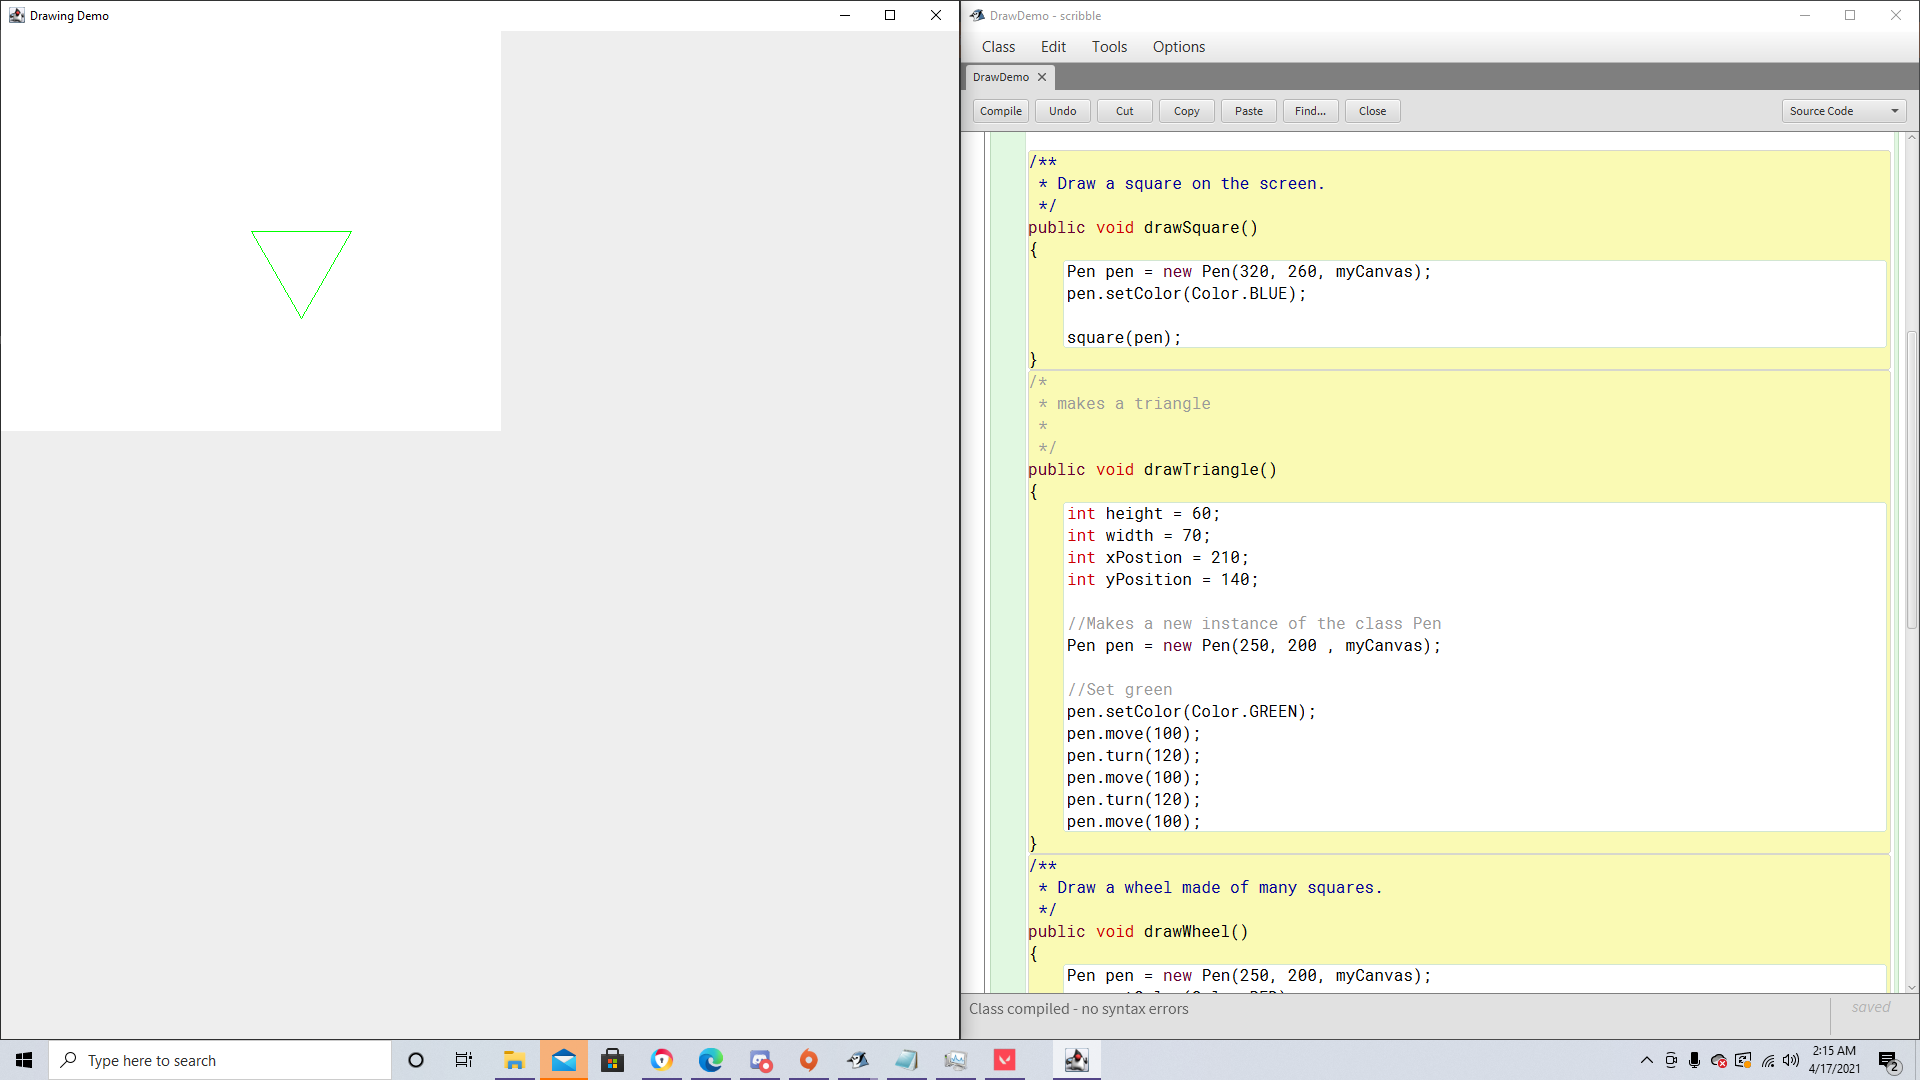 Drawing Demo
DrawDemo - scribble
Class Edit Tools Options
DrawDemo
Compile Undo Cut Copy Paste Find... Close Source Code
/**
* Draw a square on the screen.
*/
public void drawSquare()
{
Pen pen = new Pen(320, 260, myCanvas);
pen.setColor(Color.BLUE);
square(pen);
}
/*
* makes a triangle
*
*/
public void drawTriangle()
{
int height = 60;
int width = 70;
int xPostion = 210;
int yPosition = 140;
//Makes a new instance of the class Pen
Pen pen = new Pen(250, 200 , myCanvas);
//Set green
pen.setColor(Color.GREEN);
pen.move(100);
pen.turn(120);
pen.move(100);
pen.turn(120);
pen.move(100);
}
/**
* Draw a wheel made of many squares.
*/
public void drawWheel()
{
Pen pen = new Pen(250, 200, myCanvas);
Class compiled - no syntax errors
saved
Type here to search
2:15 AM
4/17/2021
2